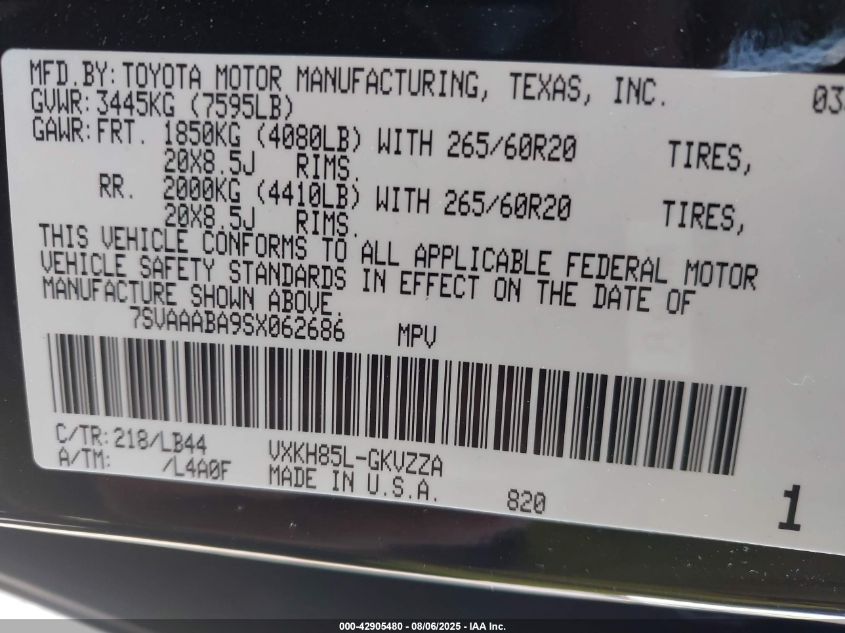 MFD.BY: TOYOTA MOTOR MANUFACTURING, TEXAS, INC. 03
GVWR: 3445KG (7595LB)
GAWR: FRT. 1850KG (4080LB) WITH 265/60R20 TIRES,
20X8.5J RIMS.
RR. 2000KG (4410LB) WITH 265/60R20 TIRES,
20X8.5J RIMS.
THIS VEHICLE CONFORMS TO ALL APPLICABLE FEDERAL MOTOR
VEHICLE SAFETY STANDARDS IN EFFECT ON THE DATE OF
MANUFACTURE SHOWN ABOVE.
7SVAAABA9SX062686 MPV
C/TR: 218/LB44 VXKH85L-GKVZZA
A/TM: /L4A0F MADE IN U.S.A. 820 1
000-42905480 - 08/06/2025 - IAA Inc.